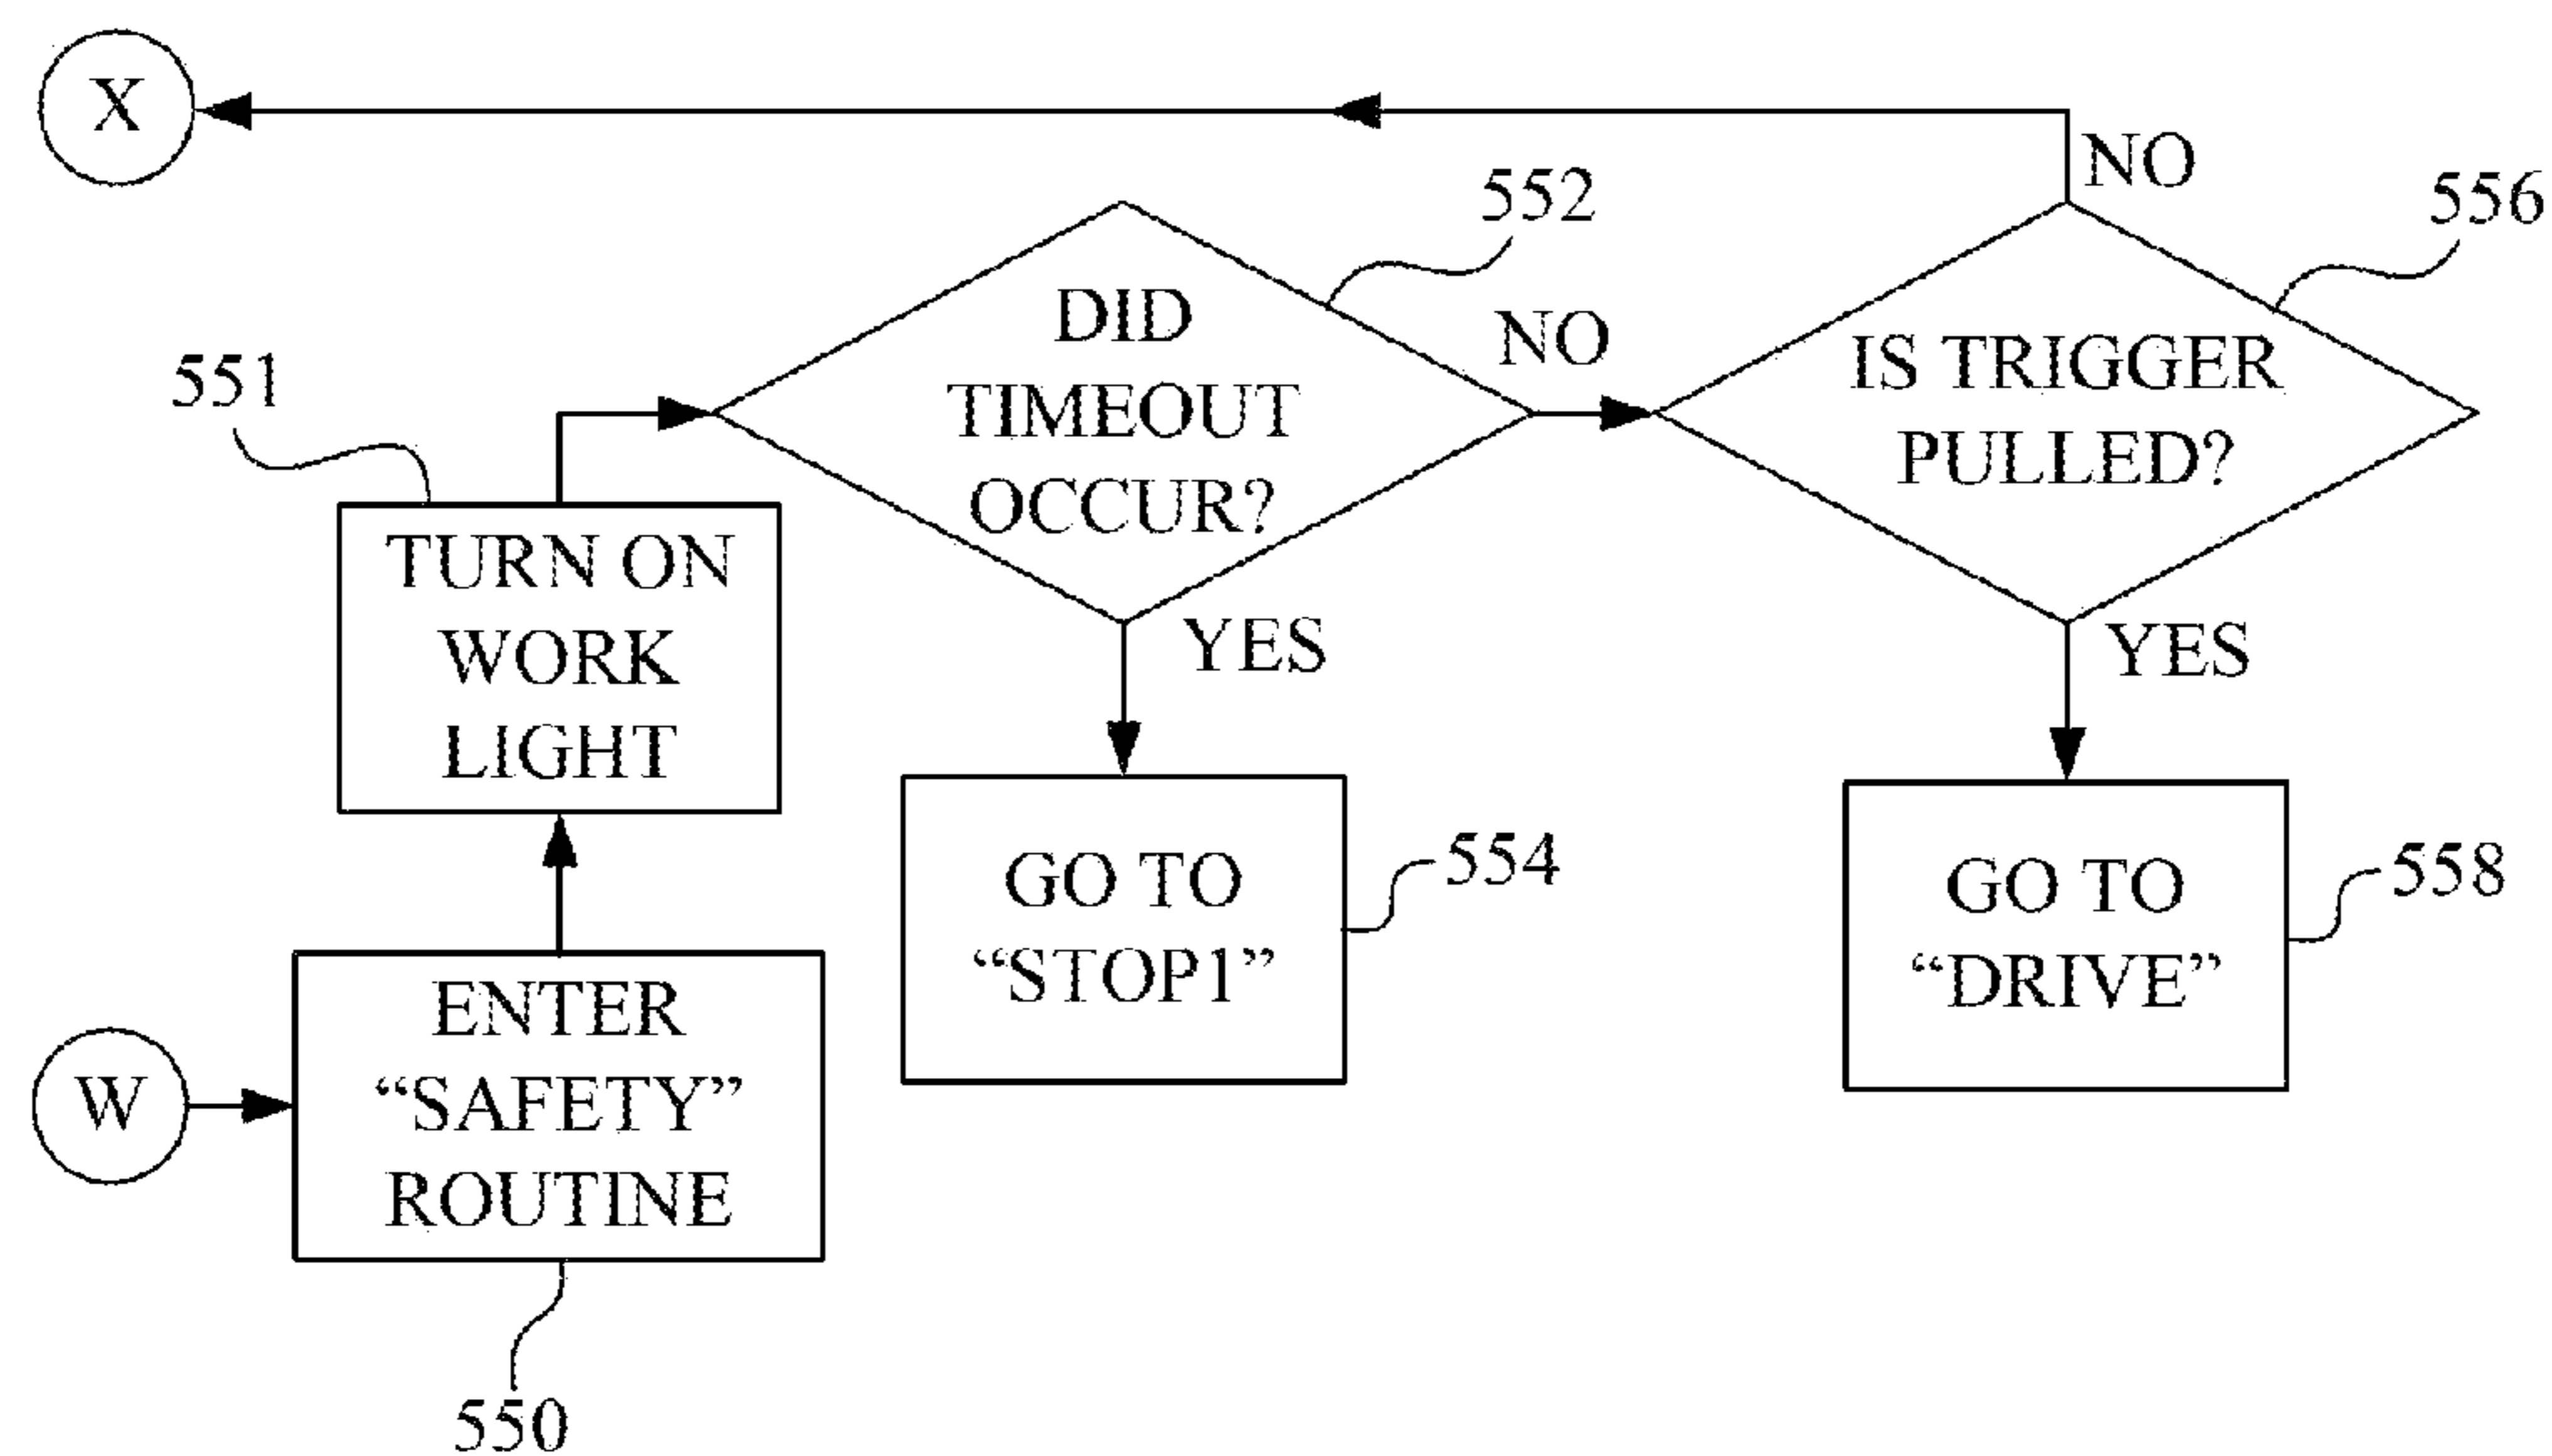 X
NO
552
556
DID
TIMEOUT
OCCUR?
NO
IS TRIGGER
PULLED?
551
TURN ON
WORK
LIGHT
YES
YES
GO TO
“STOP1”
554
GO TO
“DRIVE”
558
W
ENTER
“SAFETY”
ROUTINE
550